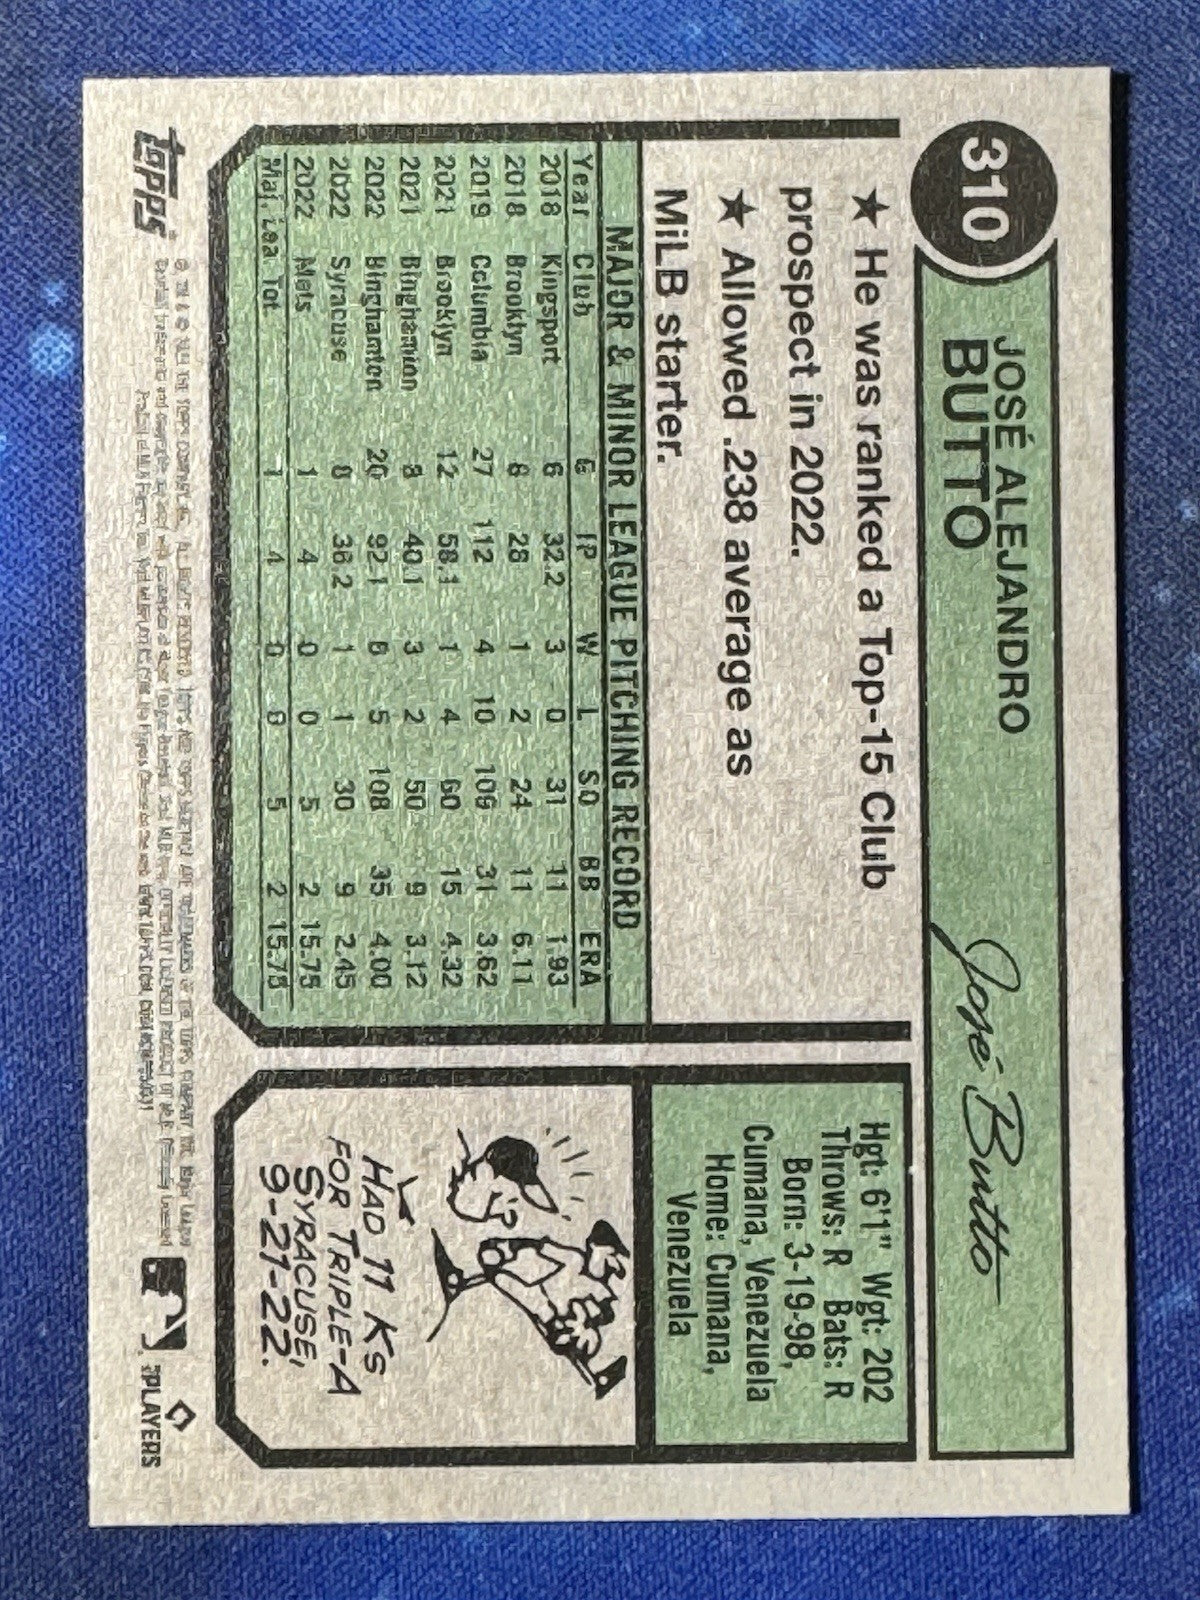 310
JOSÉ ALEJANDRO
BUTTO
José Butto
★ He was ranked a Top-15 Club
prospect in 2022.
★ Allowed .238 average as
MiLB starter.
MAJOR & MINOR LEAGUE PITCHING RECORD
Year Club G IP W L SO BB ERA
2018 Kingsport 6 32.2 3 0 31 11 1.93
2018 Brooklyn 6 28 1 2 24 11 6.11
2019 Columbia 27 112 4 10 109 31 3.62
2021 Brooklyn 12 58.1 1 4 60 15 4.32
2021 Binghamton 8 40.1 3 2 50 9 3.12
2022 Binghamton 20 92.1 6 5 108 35 4.00
2022 Syracuse 8 36.2 1 1 30 9 2.45
2022 Mets 1 4 0 0 5 2 15.75
Maj. Lea. Tot. 1 4 0 0 5 2 15.75
Hgt: 6'1" Wgt: 202
Throws: R Bats: R
Born: 3-19-98,
Cumana, Venezuela
Home: Cumana,
Venezuela
HAD 11 Ks
FOR TRIPLE-A
SYRACUSE,
9-21-22.
topps
PLAYERS